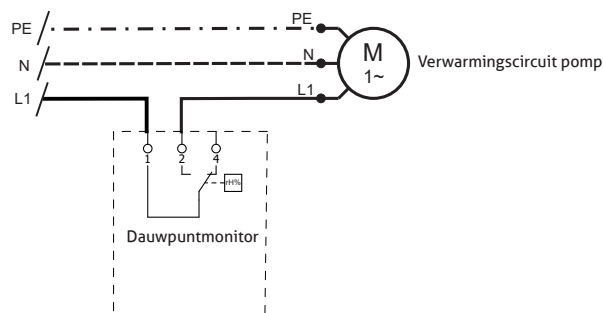 PE
PE
M
1~
N
N
Verwarmingscircuit pomp
L1
L1
1
2
4
rH%
Dauwpuntmonitor